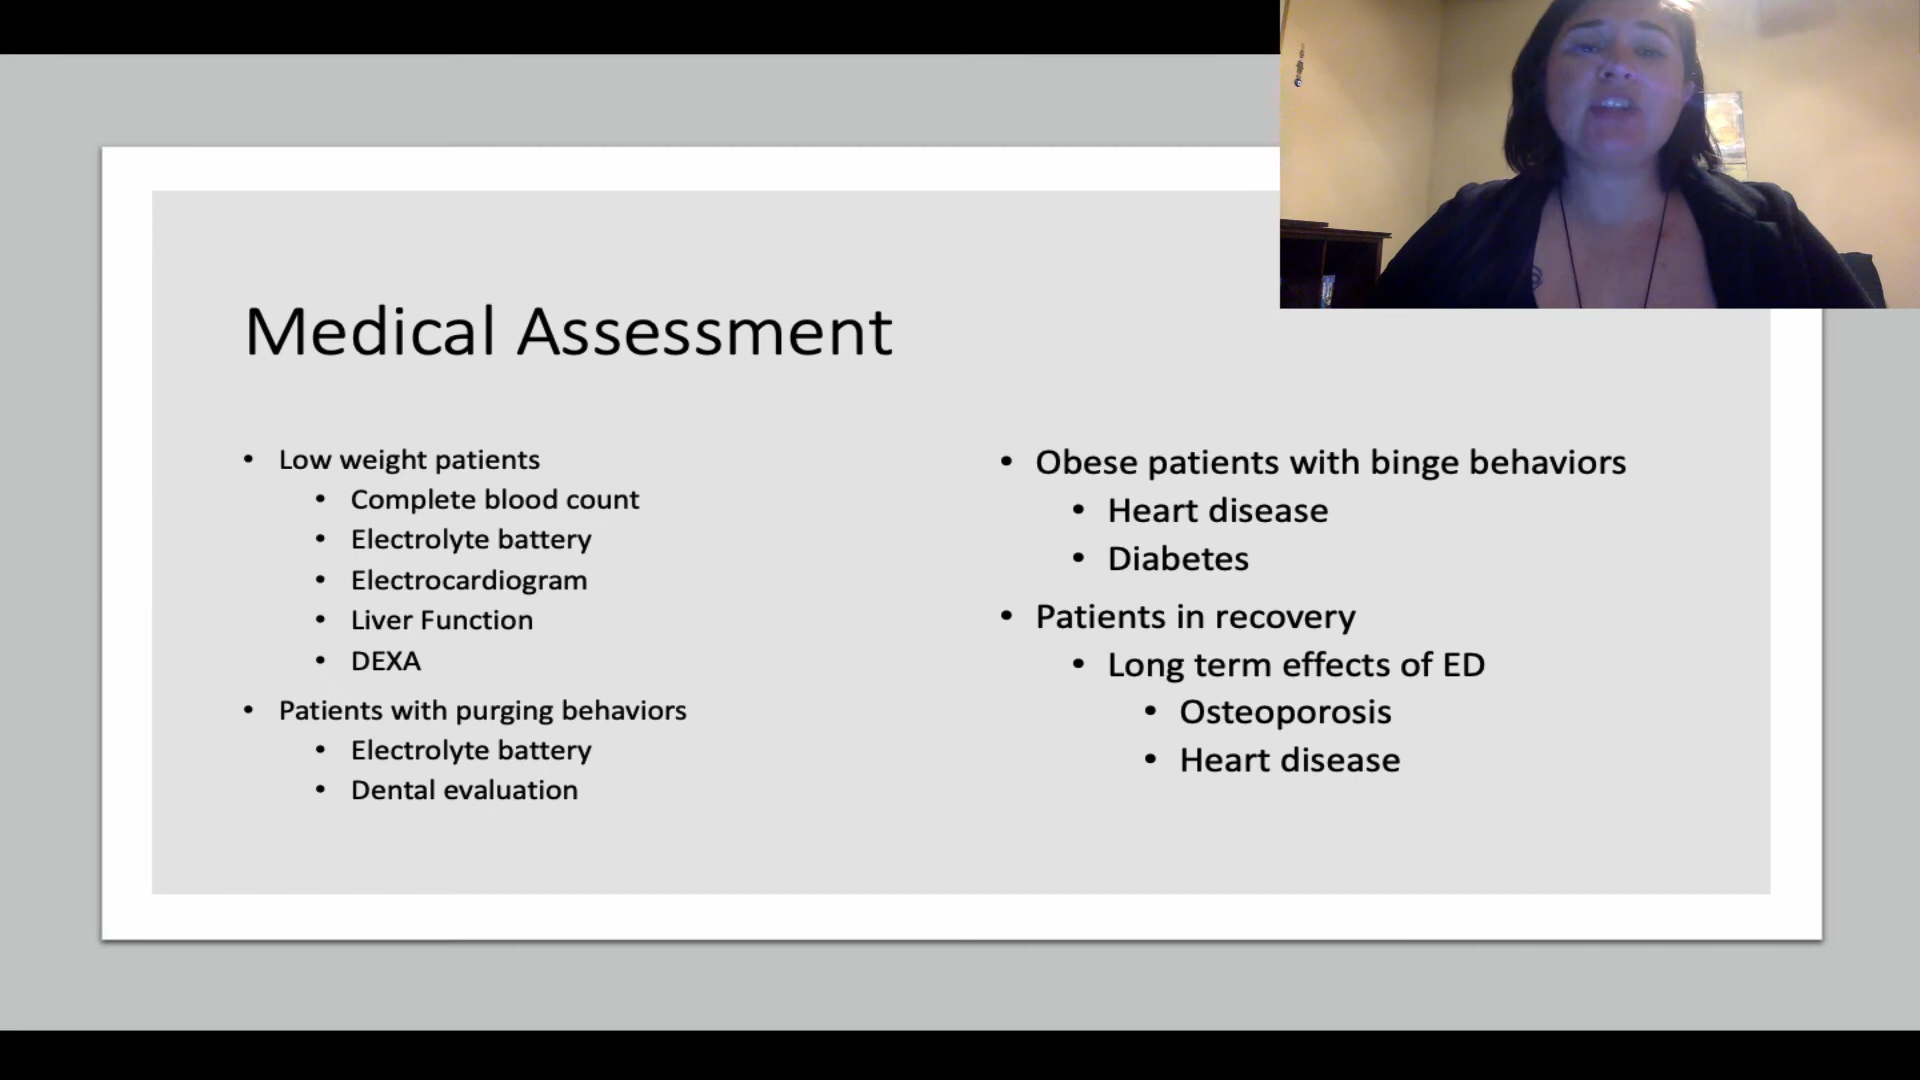 Medical Assessment
• Low weight patients
• Complete blood count
• Electrolyte battery
• Electrocardiogram
• Liver Function
• DEXA
• Patients with purging behaviors
• Electrolyte battery
• Dental evaluation
• Obese patients with binge behaviors
• Heart disease
• Diabetes
• Patients in recovery
• Long term effects of ED
• Osteoporosis
• Heart disease